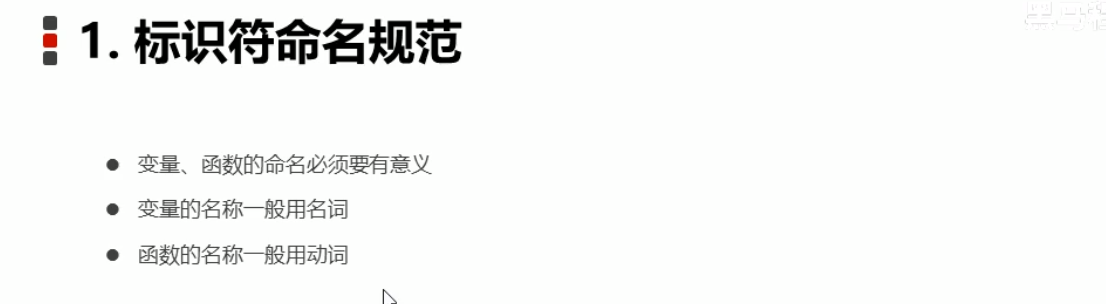 1. 标识符命名规范
变量、函数的命名必须要有意义
变量的名称一般用名词
函数的名称一般用动词